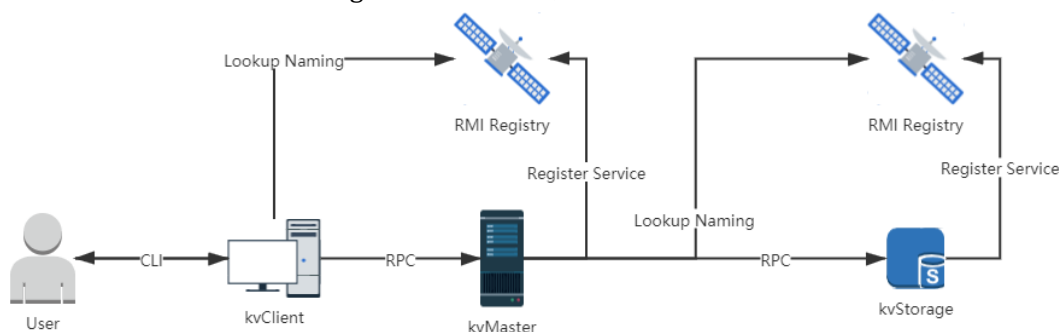 Lookup Naming
RMI Registry
RMI Registry
Register Service
Register Service
Lookup Naming
CLI
RPC
RPC
S
User
kvClient
kvMaster
kvStorage